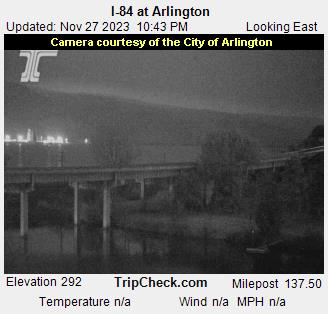 I-84 at Arlington
Updated: Nov 27 2023 10:43 PM Looking East
Camera courtesy of the City of Arlington
Elevation 292 TripCheck.com Milepost 137.50
Temperature n/a Wind n/a MPH n/a